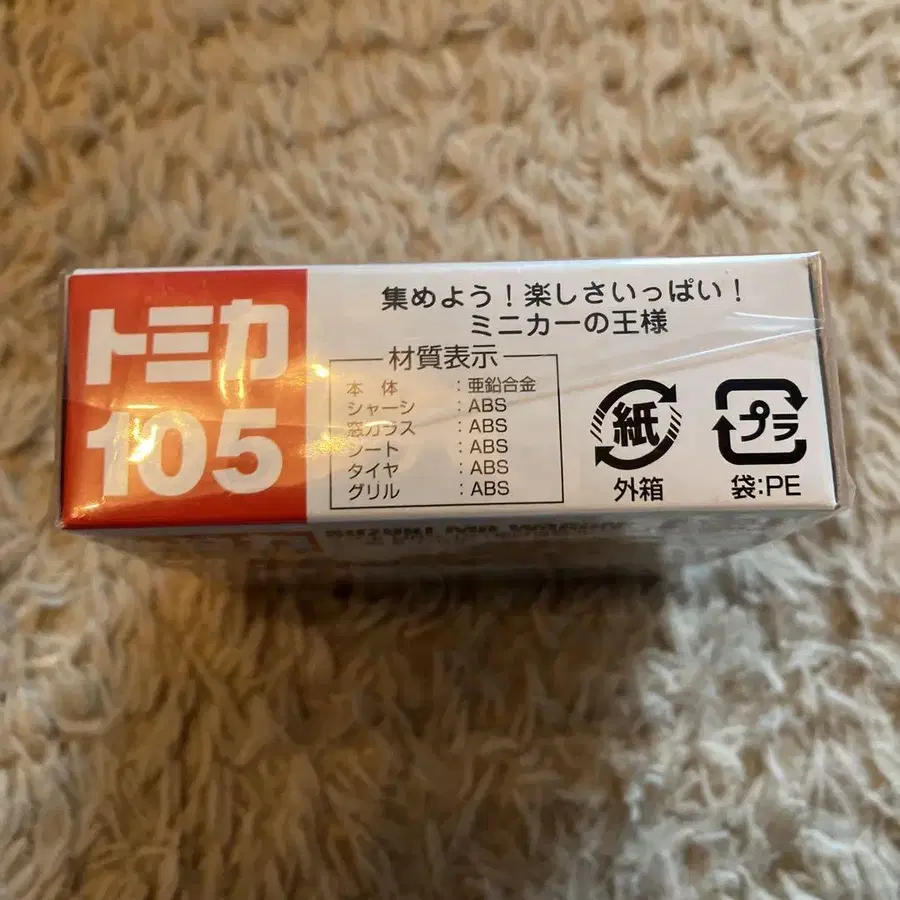 トミカ
105
集めよう！楽しさいっぱい！
ミニカーの王様
材質表示
本体 ：亜鉛合金
シャーシ ：ABS
窓ガラス ：ABS
シート ：ABS
タイヤ ：ABS
グリル ：ABS
紙
外箱
プラ
袋：PE